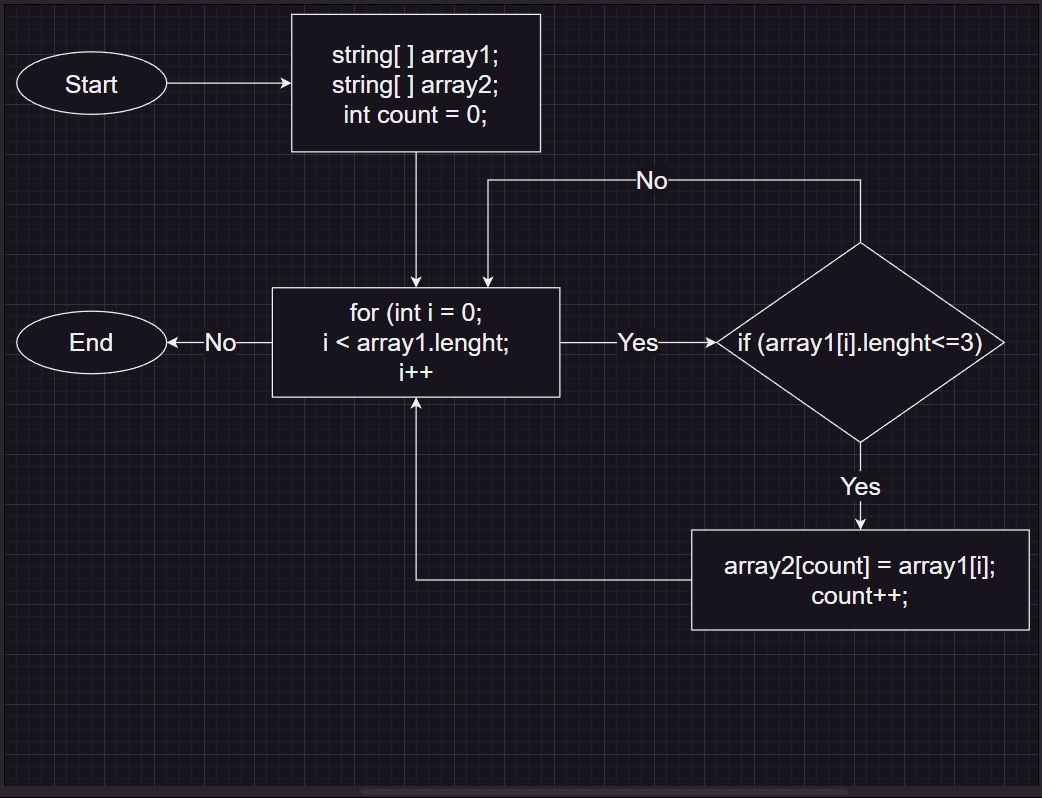 Start
string[ ] array1;
string[ ] array2;
int count = 0;
No
for (int i = 0;
i < array1.lenght;
i++
End
No
Yes
if (array1[i].lenght<=3)
Yes
array2[count] = array1[i];
count++;